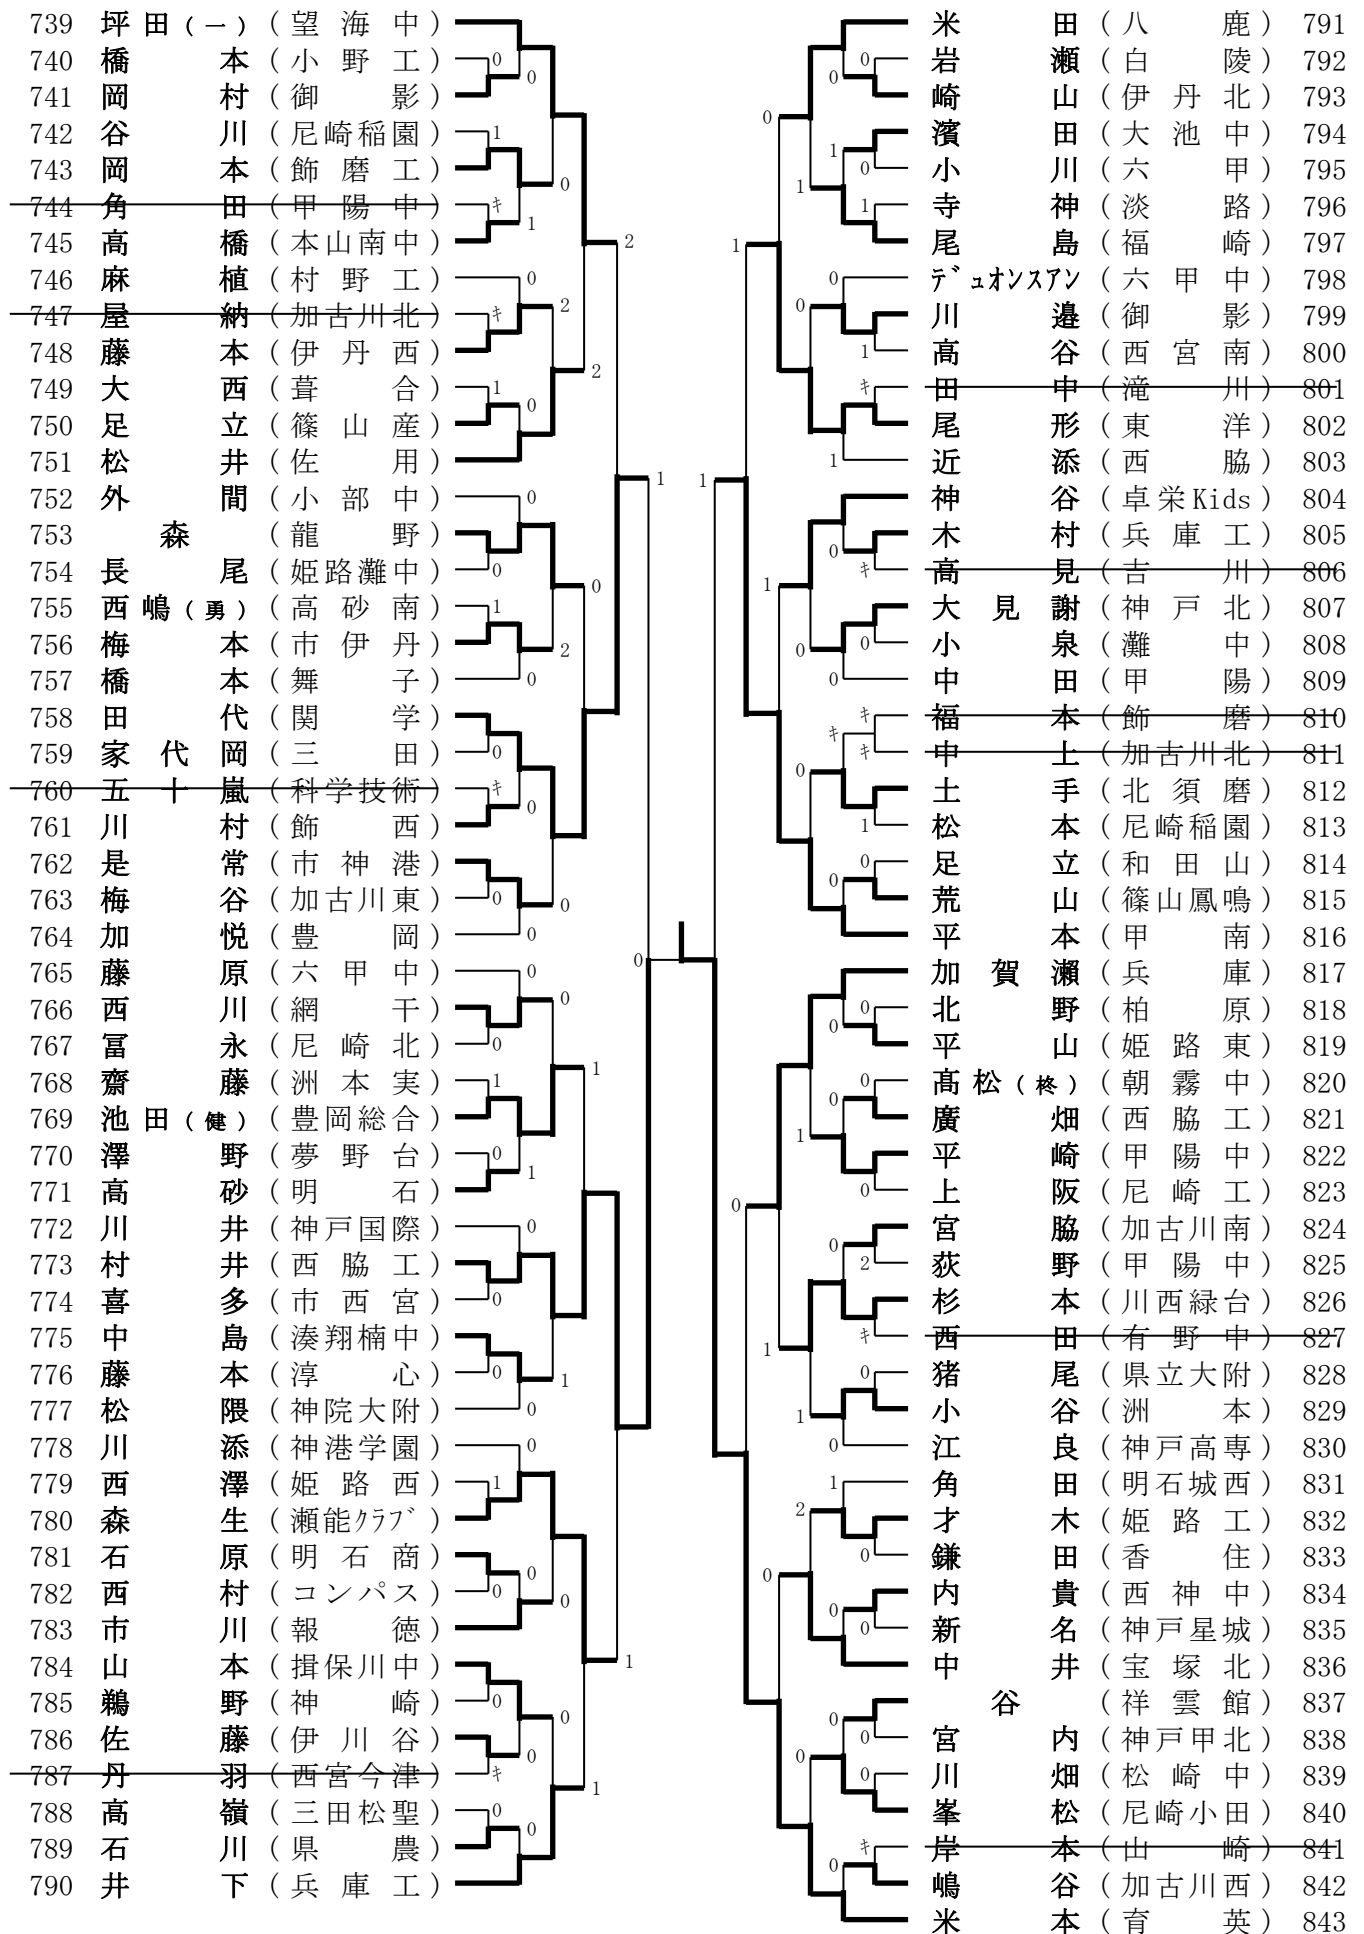 739 坪田(一) (望海中)
740 橋本 (小野工)
741 岡村 (御影)
742 谷川 (尼崎稲園)
743 岡本 (飾磨工)
744 角田 (甲陽中)
745 高橋 (本山南中)
746 麻植 (村野工)
747 屋納 (加古川北)
748 藤本 (伊丹西)
749 大西 (葺合)
750 足立 (篠山産)
751 松井 (佐用)
752 外間 (小部中)
753 森 (龍野)
754 長尾 (姫路灘中)
755 西嶋(勇) (高砂南)
756 梅本 (市伊丹)
757 橋本 (舞子)
758 田代 (関学)
759 家代岡 (三田)
760 五十嵐 (科学技術)
761 川村 (飾西)
762 是常 (市神港)
763 梅谷 (加古川東)
764 加悦 (豊岡)
765 藤原 (六甲中)
766 西川 (網干)
767 冨永 (尼崎北)
768 齋藤 (洲本実)
769 池田(健) (豊岡総合)
770 澤野 (夢野台)
771 高砂 (明石)
772 川井 (神戸国際)
773 村井 (西脇工)
774 喜多 (市西宮)
775 中島 (湊翔楠中)
776 藤本 (淳心)
777 松隈 (神院大附)
778 川添 (神港学園)
779 西澤 (姫路西)
780 森生 (瀬能クラブ)
781 石原 (明石商)
782 西村 (コンパス)
783 市川 (報徳)
784 山本 (揖保川中)
785 鵜野 (神崎)
786 佐藤 (伊川谷)
787 丹羽 (西宮今津)
788 高嶺 (三田松聖)
789 石川 (県農)
790 井下 (兵庫工)
米田 (八鹿) 791
岩瀬 (白陵) 792
崎山 (伊丹北) 793
濱田 (大池中) 794
小川 (六甲) 795
寺神 (淡路) 796
尾島 (福崎) 797
デュオンスアン (六甲中) 798
川邉 (御影) 799
高谷 (西宮南) 800
田中 (滝川) 801
尾形 (東洋) 802
近添 (西脇) 803
神谷 (卓栄Kids) 804
木村 (兵庫工) 805
高見 (吉川) 806
大見謝 (神戸北) 807
小泉 (灘中) 808
中田 (甲陽) 809
福本 (飾磨) 810
中上 (加古川北) 811
土手 (北須磨) 812
松本 (尼崎稲園) 813
足立 (和田山) 814
荒山 (篠山鳳鳴) 815
平本 (甲南) 816
加賀瀬 (兵庫) 817
北野 (柏原) 818
平山 (姫路東) 819
髙松(柊) (朝霧中) 820
廣畑 (西脇工) 821
平崎 (甲陽中) 822
上阪 (尼崎工) 823
宮脇 (加古川南) 824
荻野 (甲陽中) 825
杉本 (川西緑台) 826
西田 (有野中) 827
猪尾 (県立大附) 828
小谷 (洲本) 829
江良 (神戸高専) 830
角田 (明石城西) 831
才木 (姫路工) 832
鎌田 (香住) 833
内貴 (西神中) 834
新名 (神戸星城) 835
中井 (宝塚北) 836
谷 (祥雲館) 837
宮内 (神戸甲北) 838
川畑 (松崎中) 839
峯松 (尼崎小田) 840
岸本 (山崎) 841
嶋谷 (加古川西) 842
米本 (育英) 843